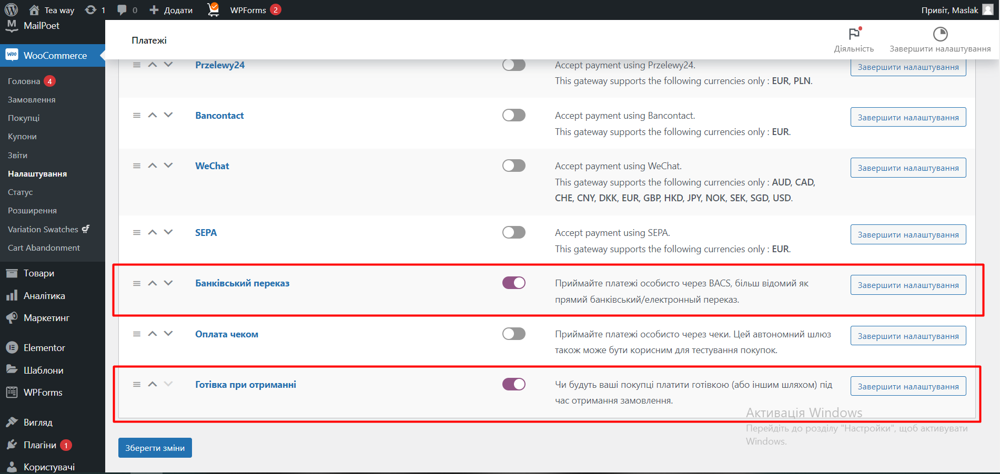 Tea way
1
0
Додати
WPForms 2
Привіт, Maslak
MailPoet
WooCommerce
Головна 4
Замовлення
Покупці
Купони
Звіти
Налаштування
Статус
Розширення
Variation Swatches
Cart Abandonment
Товари
Аналітика
Маркетинг
Elementor
Шаблони
WPForms
Вигляд
Плагіни 1
Користувачі
Платежі
Діяльність
Завершити налаштування
Przelewy24
Accept payment using Przelewy24.
This gateway supports the following currencies only : EUR, PLN.
Завершити налаштування
Bancontact
Accept payment using Bancontact.
This gateway supports the following currencies only : EUR.
Завершити налаштування
WeChat
Accept payment using WeChat.
This gateway supports the following currencies only : AUD, CAD,
CHE, CNY, DKK, EUR, GBP, HKD, JPY, NOK, SEK, SGD, USD.
Завершити налаштування
SEPA
Accept payment using SEPA.
This gateway supports the following currencies only : EUR.
Завершити налаштування
Банківський переказ
Приймайте платежі особисто через BACS, більш відомий як
прямий банківський/електронный переказ.
Завершити налаштування
Оплата чеком
Приймайте платежі особисто через чеки. Цей автономний шлюз
також може бути корисним для тестування покупок.
Завершити налаштування
Готівка при отриманні
Чи будуть ваші покупці платити готівкою (або іншим шляхом) під
час отримання замовлення.
Завершити налаштування
Активація Windows
Перейдіть до розділу "Настройки", щоб активувати
Windows.
Зберегти зміни